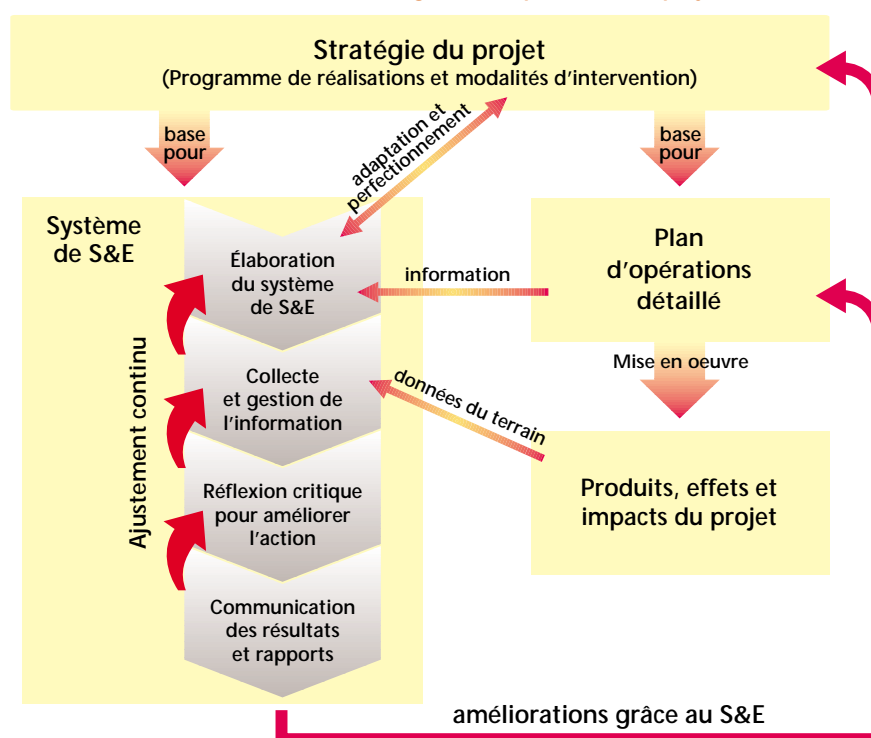 Stratégie du projet
(Programme de réalisations et modalités d'intervention)
base
pour
adaptation et
perfectionnement
base
pour
Système
de S&E
Élaboration
du système
de S&E
information
Plan
d'opérations
détaillé
Ajustement continu
Collecte
et gestion de
l'information
données du terrain
Mise en oeuvre
Réflexion critique
pour améliorer
l'action
Produits, effets et
impacts du projet
Communication
des résultats
et rapports
améliorations grâce au S&E